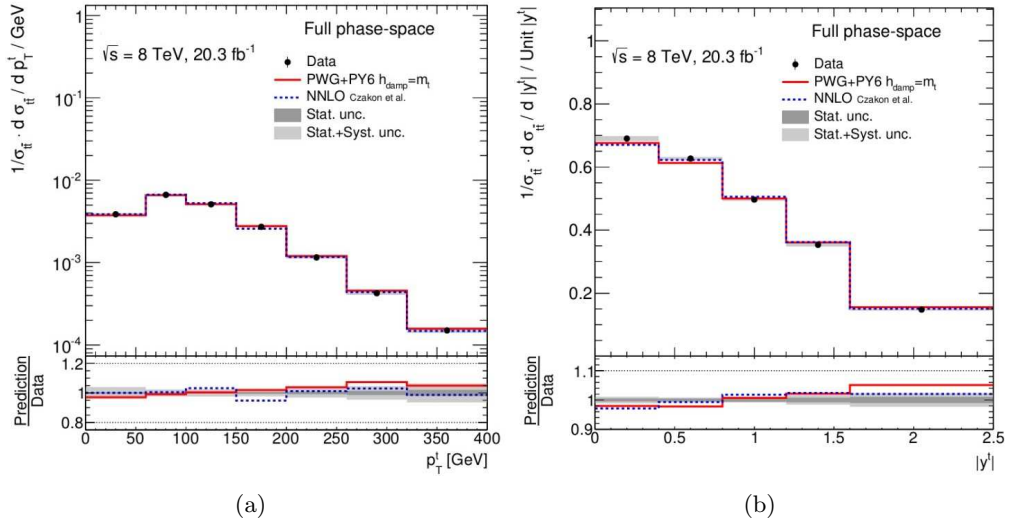 Full phase-space
√s = 8 TeV, 20.3 fb⁻¹
Data
PWG+PY6 h_damp=m_t
NNLO Czakon et al.
Stat. unc.
Stat.+Syst. unc.
1/σ_tt̄ · d σ_tt̄ / d p_T^t / GeV
1
10⁻¹
10⁻²
10⁻³
10⁻⁴
Prediction
Data
1.2
1
0.8
0 50 100 150 200 250 300 350 400
p_T^t [GeV]
(a)
Full phase-space
√s = 8 TeV, 20.3 fb⁻¹
Data
PWG+PY6 h_damp=m_t
NNLO Czakon et al.
Stat. unc.
Stat.+Syst. unc.
1/σ_tt̄ · d σ_tt̄ / d |y^t| / Unit |y^t|
1.0
0.8
0.6
0.4
0.2
Prediction
Data
1.1
1
0.9
0 0.5 1 1.5 2 2.5
|y^t|
(b)